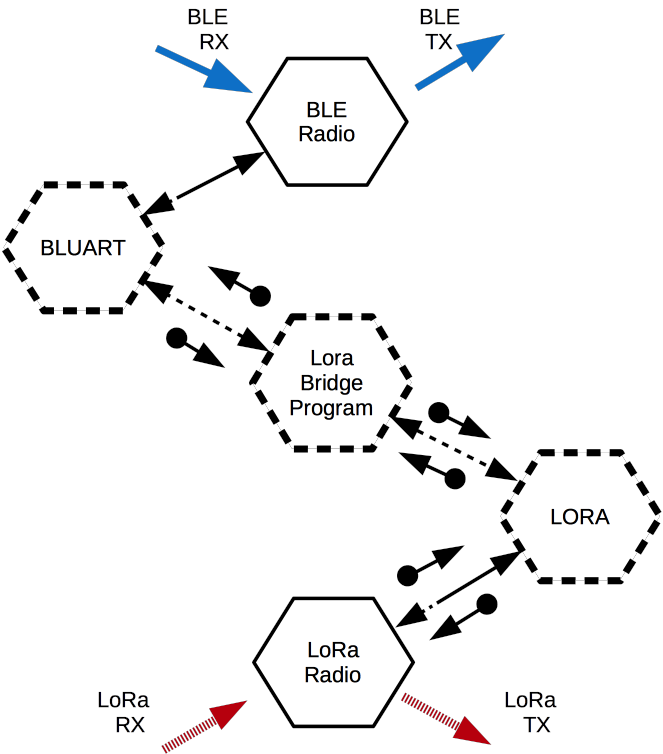 BLE
RX
BLE
TX
BLE
Radio
BLUART
Lora
Bridge
Program
LORA
LoRa
Radio
LoRa
RX
LoRa
TX